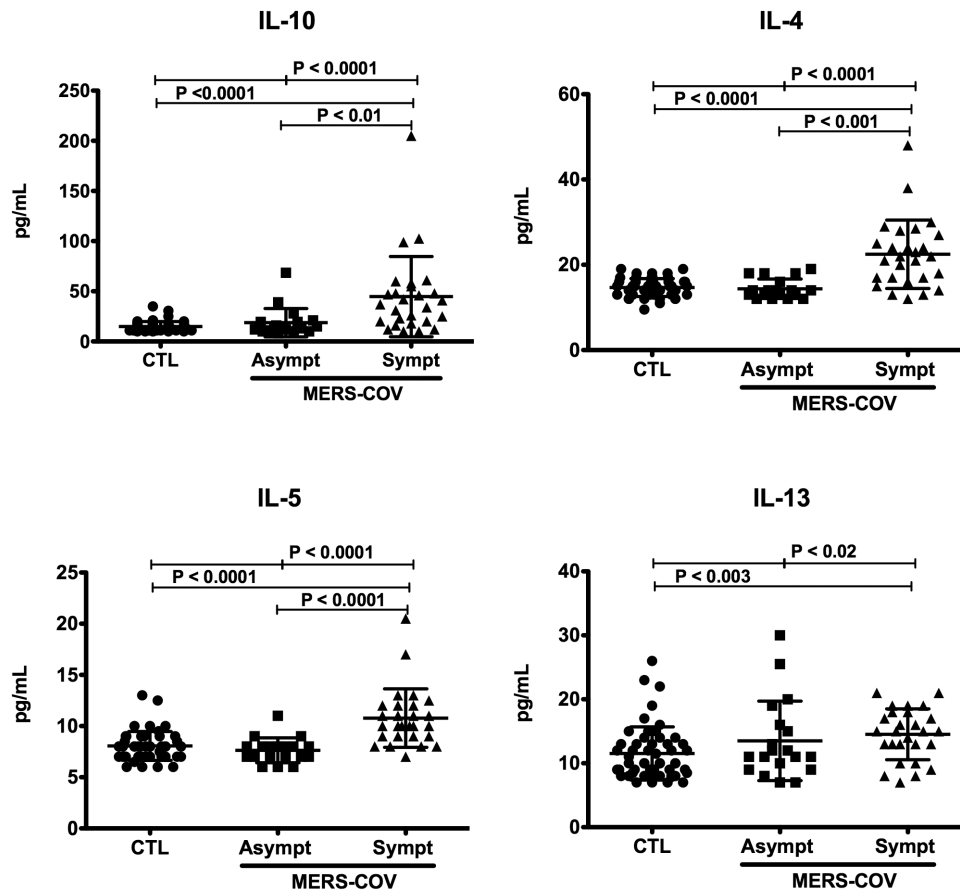 IL-10
P < 0.0001
P <0.0001
P < 0.01
250
200
150
100
50
0
pg/mL
CTL
Asympt
Sympt
MERS-COV
IL-4
P < 0.0001
P < 0.0001
P < 0.001
60
40
20
0
pg/mL
CTL
Asympt
Sympt
MERS-COV
IL-5
P < 0.0001
P < 0.0001
P < 0.0001
25
20
15
10
5
0
pg/mL
CTL
Asympt
Sympt
MERS-COV
IL-13
P < 0.02
P < 0.003
40
30
20
10
0
pg/mL
CTL
Asympt
Sympt
MERS-COV